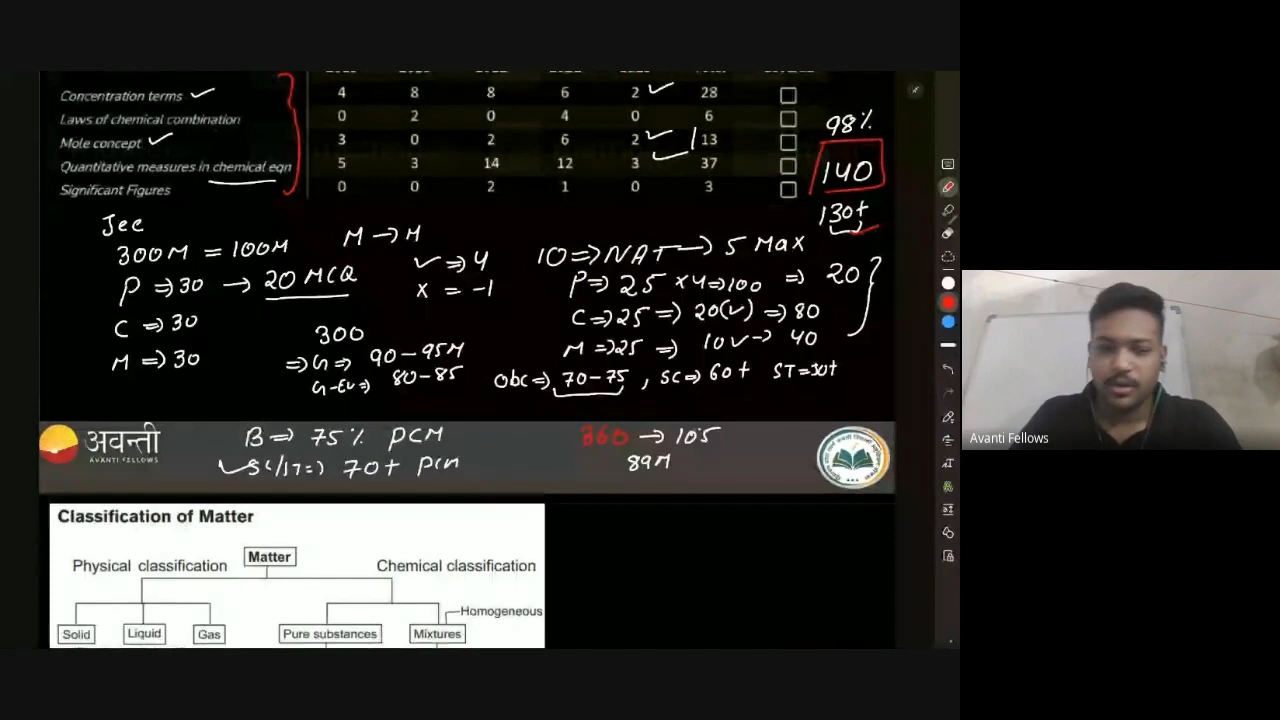 Concentration terms 4 8 8 6 2 28
Laws of chemical combination 0 2 0 4 0 6
Mole concept 3 0 2 6 2 13
Quantitative measures in chemical eqn 5 3 14 12 3 37
Significant Figures 0 0 2 1 0 3
98%
140
130+
Jee
300M = 100M
P ⇒ 30 → 20 MCQ
C ⇒ 30
M ⇒ 30
M → M
✓ ⇒ 4
x = -1
300
⇒ G ⇒ 90-95M
G-EW ⇒ 80-85
10 ⇒ NAT → 5 Max
P ⇒ 25 x 4 ⇒ 100 ⇒ 20
C ⇒ 25 ⇒ 20(✓) ⇒ 80
M ⇒ 25 ⇒ 10✓ → 40
OBC ⇒ 70-75, SC ⇒ 60+ ST = 50+
अवन्ती
AVANTI FELLOWS
B ⇒ 75% PCM
✓ SC/ST ⇒ 70+ PCM
360 → 105
89M
Classification of Matter
Matter
Physical classification Chemical classification
Homogeneous
Solid Liquid Gas Pure substances Mixtures
Avanti Fellows